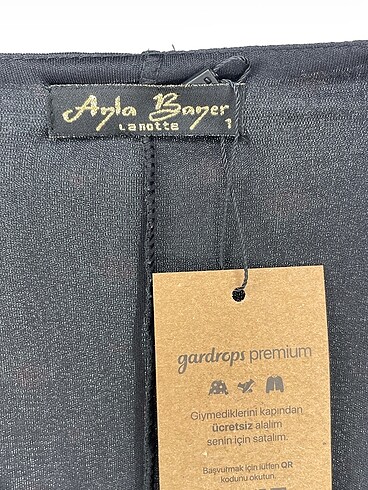 Ayla Bayer
Lanotte
1
gardrops premium
Giymediklerini kapından
ücretsiz alalım
senin için satalım.
Başvurmak için lütfen QR
kodunu okutun.